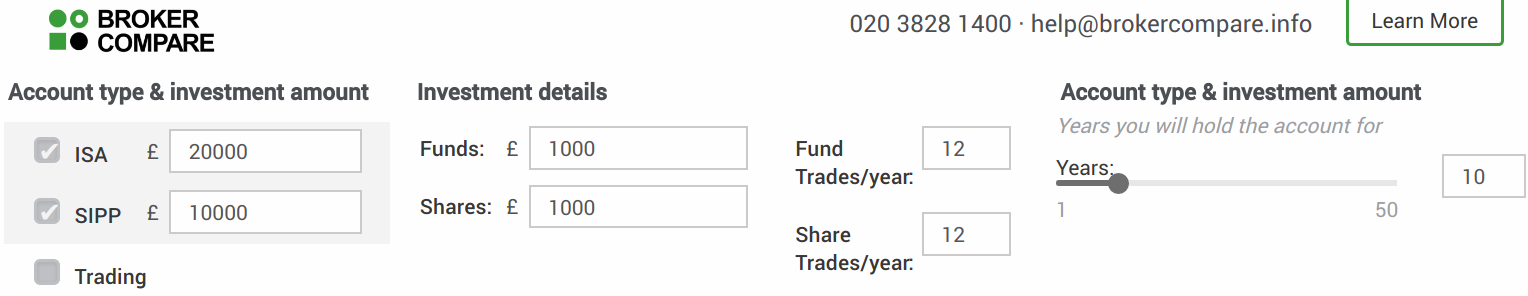 BROKER
COMPARE
020 3828 1400 · help@brokercompare.info
Learn More
Account type & investment amount
ISA £ 20000
SIPP £ 10000
Trading
Investment details
Funds: £ 1000
Shares: £ 1000
Fund
Trades/year: 12
Share
Trades/year: 12
Account type & investment amount
Years you will hold the account for
Years: 10
1 50